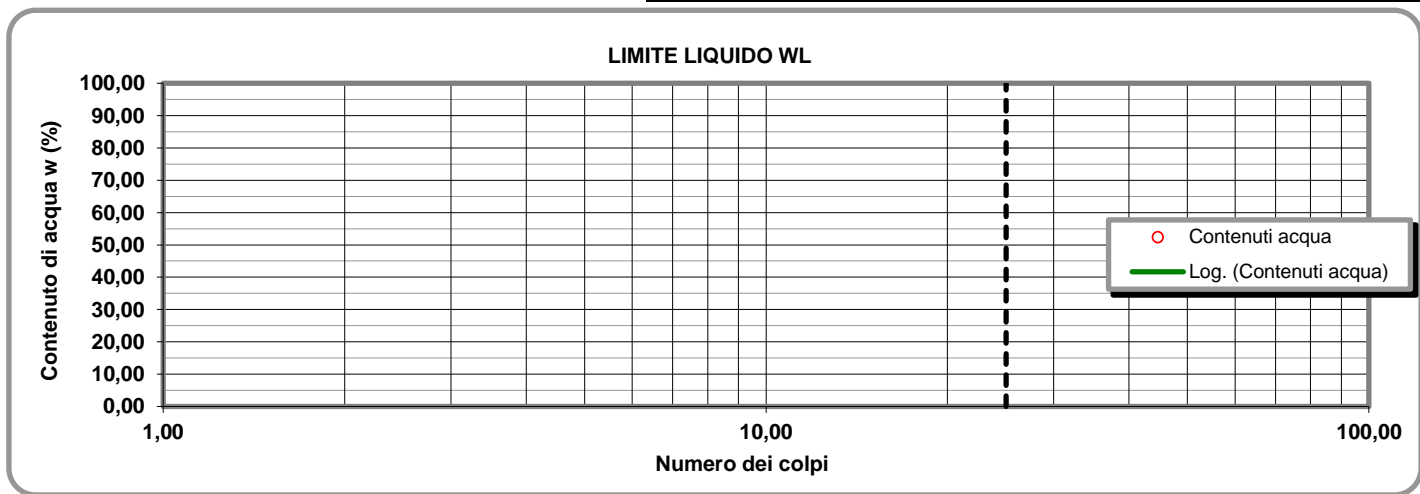 LIMITE LIQUIDO WL
Contenuto di acqua w (%)
100,00
90,00
80,00
70,00
60,00
50,00
40,00
30,00
20,00
10,00
0,00
1,00
10,00
100,00
Numero dei colpi
Contenuti acqua
Log. (Contenuti acqua)